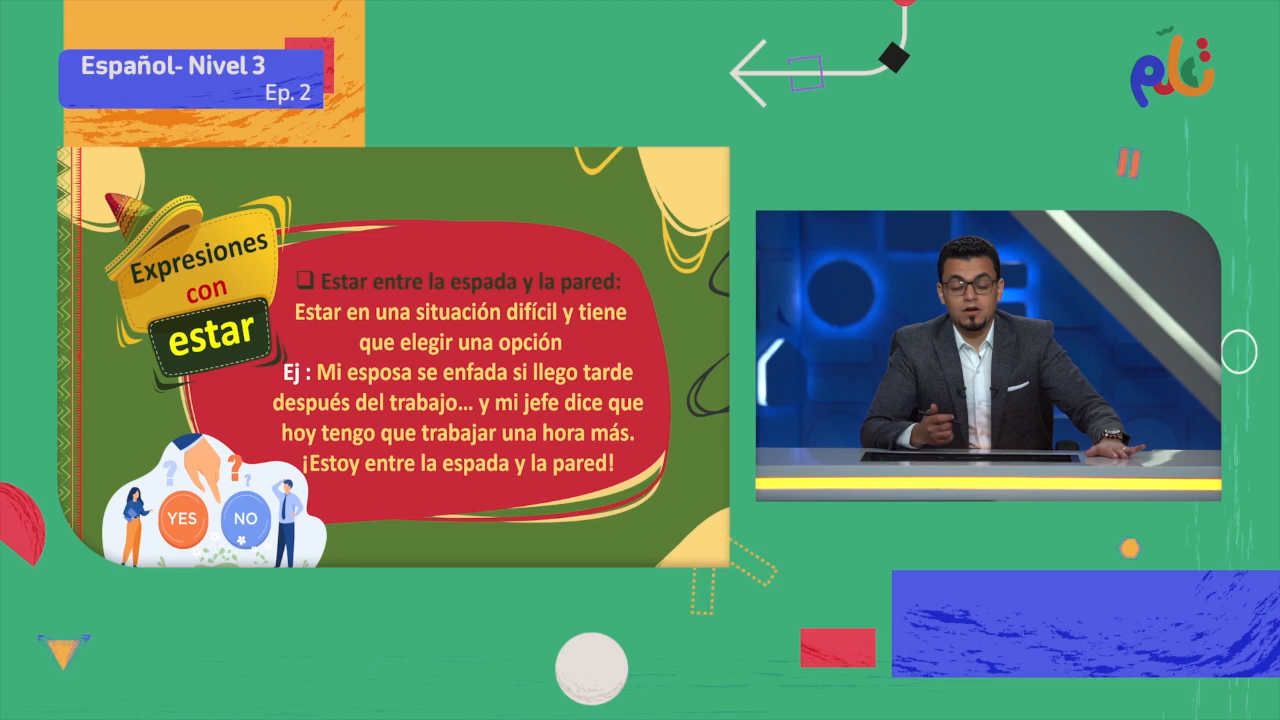 Español- Nivel 3
Ep. 2
Expresiones
con
estar
❑ Estar entre la espada y la pared:
Estar en una situación difícil y tiene
que elegir una opción
Ej : Mi esposa se enfada si llego tarde
después del trabajo... y mi jefe dice que
hoy tengo que trabajar una hora más.
¡Estoy entre la espada y la pared!
? ? ?
YES NO